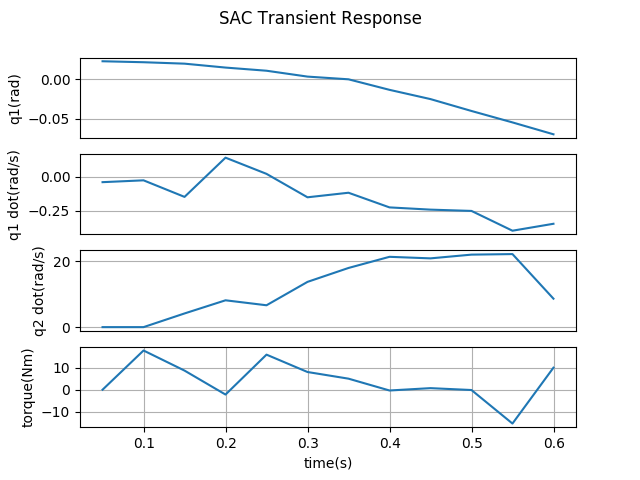 SAC Transient Response
q1(rad)
0.00
−0.05
q1 dot(rad/s)
0.00
−0.25
q2 dot(rad/s)
20
0
torque(Nm)
10
0
−10
0.1 0.2 0.3 0.4 0.5 0.6
time(s)